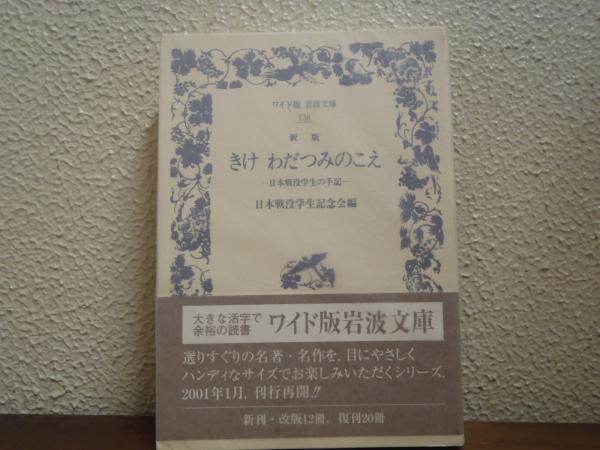 ワイド版 岩波文庫
138
新版
きけ わだつみのこえ
―日本戦没学生の手記―
日本戦没学生記念会編
大きな活字で
余裕の読書
ワイド版岩波文庫
選りすぐりの名著・名作を、目にやさしく
ハンディなサイズでお楽しみいただくシリーズ.
2001年1月, 刊行再開!!
新刊・改版12冊, 復刊20冊